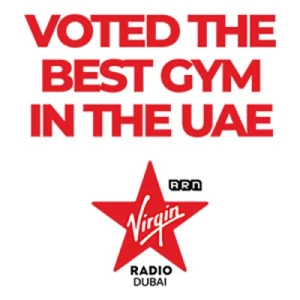 VOTED THE
BEST GYM
IN THE UAE
ARN
Virgin
RADIO
DUBAI